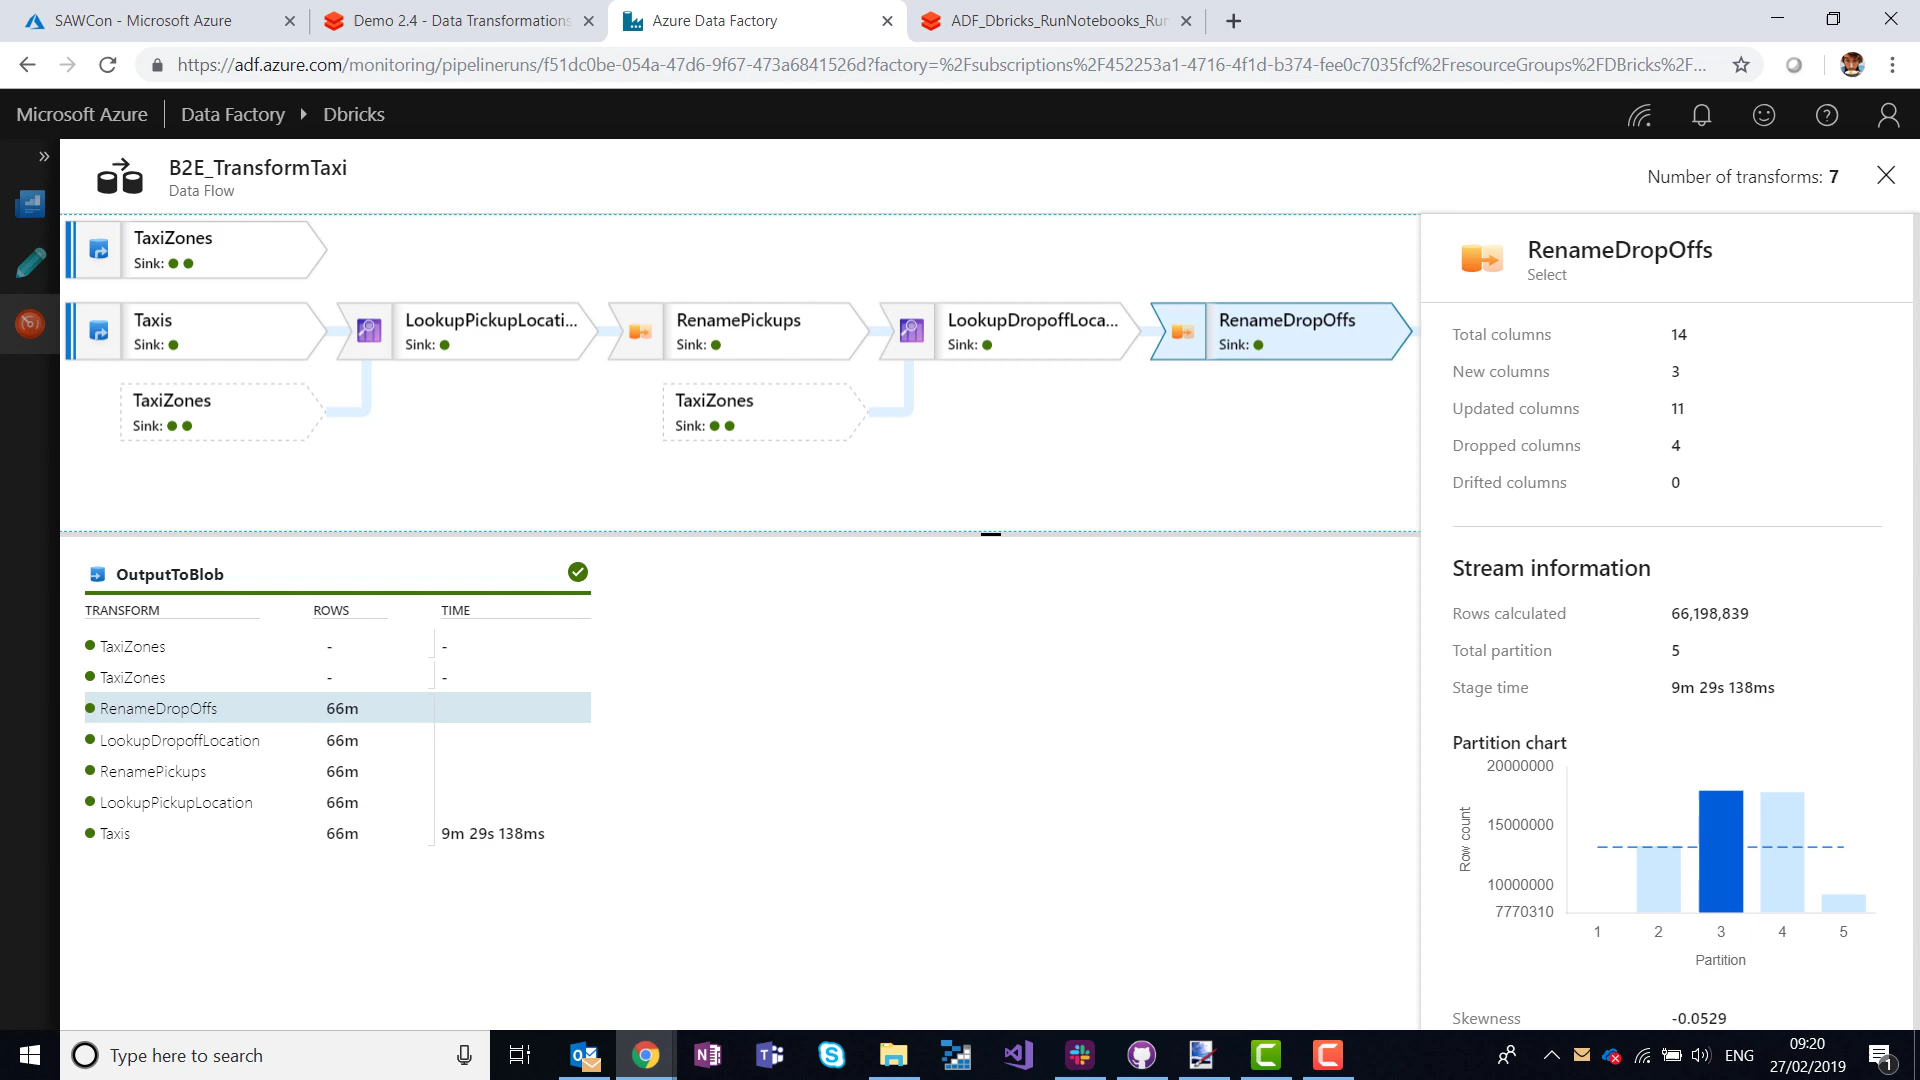 SAWCon - Microsoft Azure
Demo 2.4 - Data Transformations
Azure Data Factory
ADF_Dbricks_RunNotebooks_Run
https://adf.azure.com/monitoring/pipelineruns/f51dc0be-054a-47d6-9f67-473a6841526d?factory=%2Fsubscriptions%2F452253a1-4716-4f1d-b374-fee0c7035fcf%2FresourceGroups%2FDBricks%2F...
Microsoft Azure
Data Factory
Dbricks
B2E_TransformTaxi
Data Flow
Number of transforms: 7
TaxiZones
Sink:
Taxis
Sink:
LookupPickupLocati...
Sink:
RenamePickups
Sink:
LookupDropoffLoca...
Sink:
RenameDropOffs
Sink:
TaxiZones
Sink:
TaxiZones
Sink:
OutputToBlob
TRANSFORM ROWS TIME
TaxiZones - -
TaxiZones - -
RenameDropOffs 66m
LookupDropoffLocation 66m
RenamePickups 66m
LookupPickupLocation 66m
Taxis 66m 9m 29s 138ms
RenameDropOffs
Select
Total columns 14
New columns 3
Updated columns 11
Dropped columns 4
Drifted columns 0
Stream information
Rows calculated 66,198,839
Total partition 5
Stage time 9m 29s 138ms
Partition chart
Row count
20000000
15000000
10000000
7770310
1 2 3 4 5
Partition
Skewness -0.0529
Type here to search
ENG
09:20
27/02/2019
1